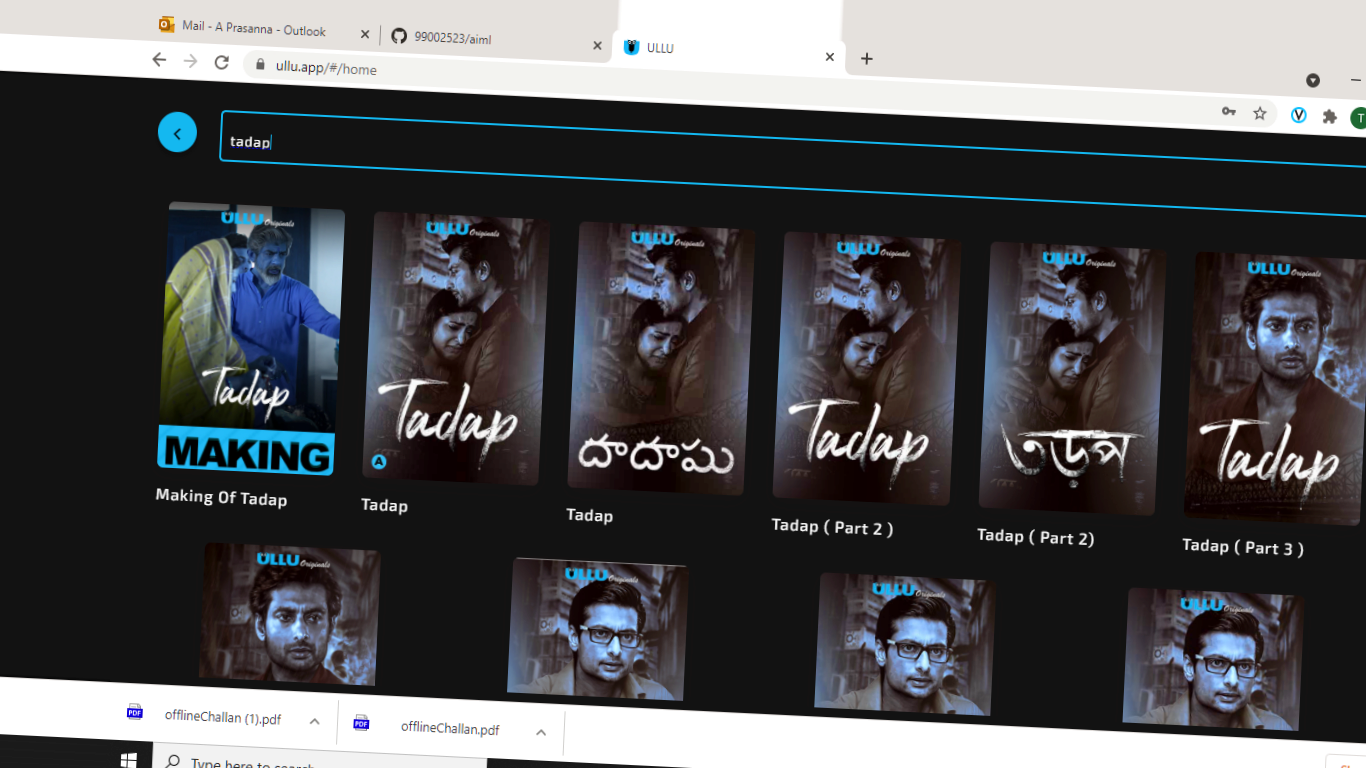 Mail - A Prasanna - Outlook
99002523/aiml
ULLU
ullu.app/#/home
tadap
ULLU Originals
Tadap
MAKING
Making Of Tadap
ULLU Originals
Tadap
A
Tadap
ULLU Originals
దాదాపు
Tadap
ULLU Originals
Tadap
Tadap ( Part 2 )
ULLU Originals
তড়প
Tadap ( Part 2)
ULLU Originals
Tadap
Tadap ( Part 3 )
ULLU Originals
ULLU Originals
ULLU Originals
ULLU Originals
PDF
offlineChallan (1).pdf
PDF
offlineChallan.pdf
Type here to search